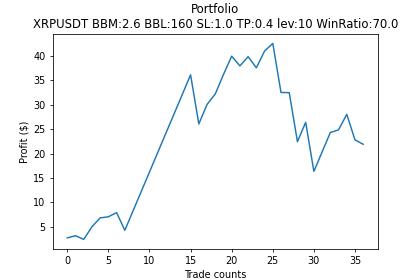 Portfolio
XRPUSDT BBM:2.6 BBL:160 SL:1.0 TP:0.4 lev:10 WinRatio:70.0
40
35
30
25
20
15
10
5
Profit ($)
0 5 10 15 20 25 30 35
Trade counts